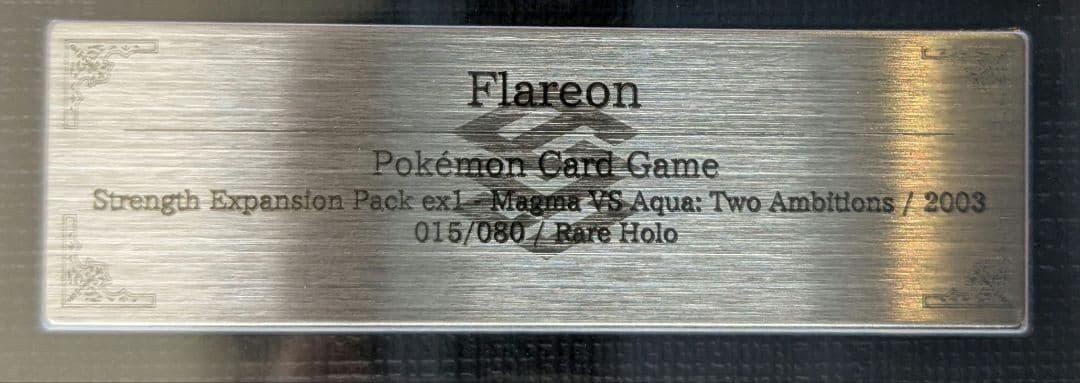 Flareon
Pokémon Card Game
Strength Expansion Pack ex1 - Magma VS Aqua: Two Ambitions / 2003
015/080 / Rare Holo